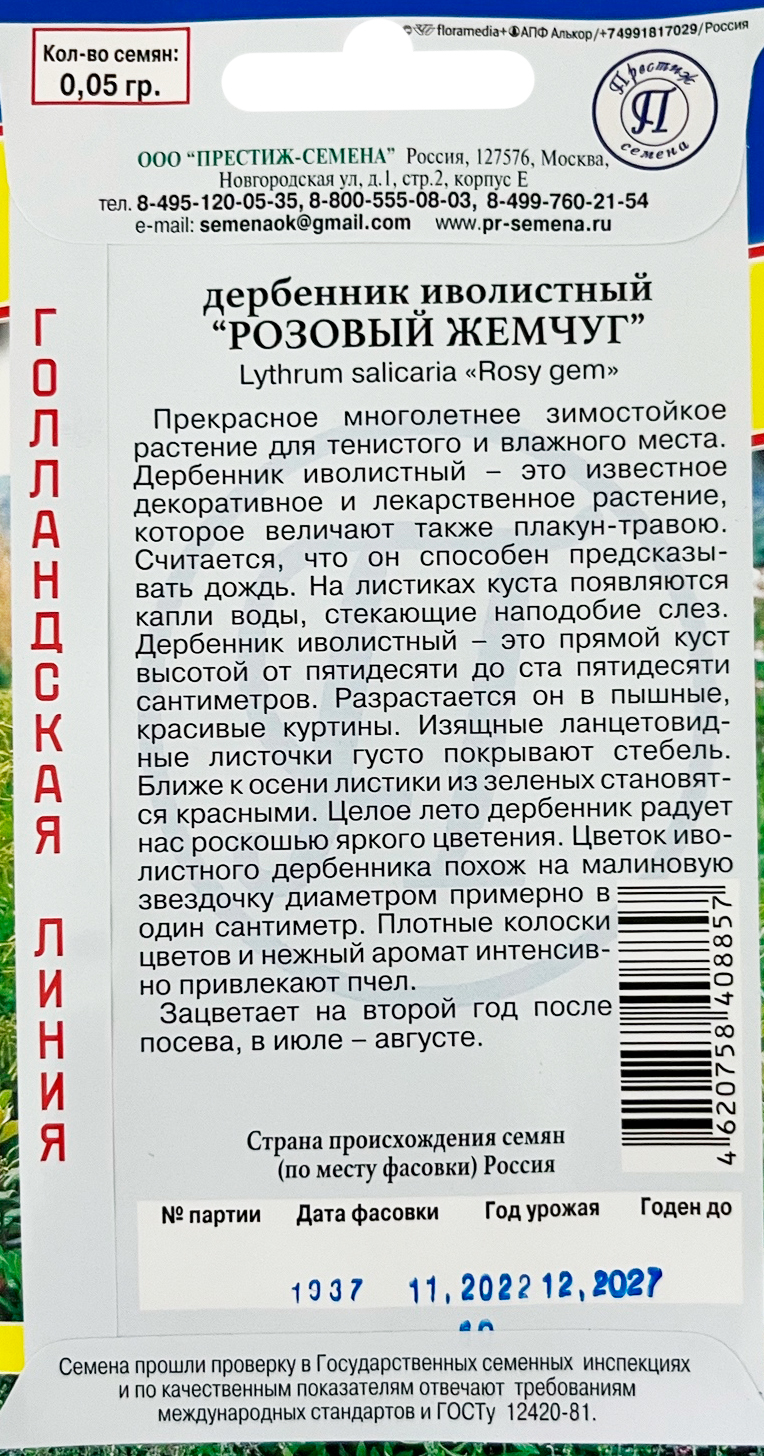 floramedia+ АПФ Алькор/+74991817029/Россия
Кол-во семян:
0,05 гр.
Престиж
П
семена
ООО “ПРЕСТИЖ-СЕМЕНА” Россия, 127576, Москва,
Новгородская ул, д.1, стр.2, корпус Е
тел. 8-495-120-05-35, 8-800-555-08-03, 8-499-760-21-54
e-mail: semenaok@gmail.com www.pr-semena.ru
ГОЛЛАНДСКАЯ ЛИНИЯ
дербенник иволистный
“РОЗОВЫЙ ЖЕМЧУГ”
Lythrum salicaria «Rosy gem»
Прекрасное многолетнее зимостойкое
растение для тенистого и влажного места.
Дербенник иволистный – это известное
декоративное и лекарственное растение,
которое величают также плакун-травою.
Считается, что он способен предсказы-
вать дождь. На листиках куста появляются
капли воды, стекающие наподобие слез.
Дербенник иволистный – это прямой куст
высотой от пятидесяти до ста пятидесяти
сантиметров. Разрастается он в пышные,
красивые куртины. Изящные ланцетовид-
ные листочки густо покрывают стебель.
Ближе к осени листики из зеленых становят-
ся красными. Целое лето дербенник радует
нас роскошью яркого цветения. Цветок иво-
листного дербенника похож на малиновую
звездочку диаметром примерно в
один сантиметр. Плотные колоски
цветов и нежный аромат интенсив-
но привлекают пчел.
Зацветает на второй год после
посева, в июле – августе.
4620758408857
Страна происхождения семян
(по месту фасовки) Россия
№ партии Дата фасовки Год урожая Годен до
1937 11,2022 12,2027
Семена прошли проверку в Государственных семенных инспекциях
и по качественным показателям отвечают требованиям
международных стандартов и ГОСТу 12420-81.